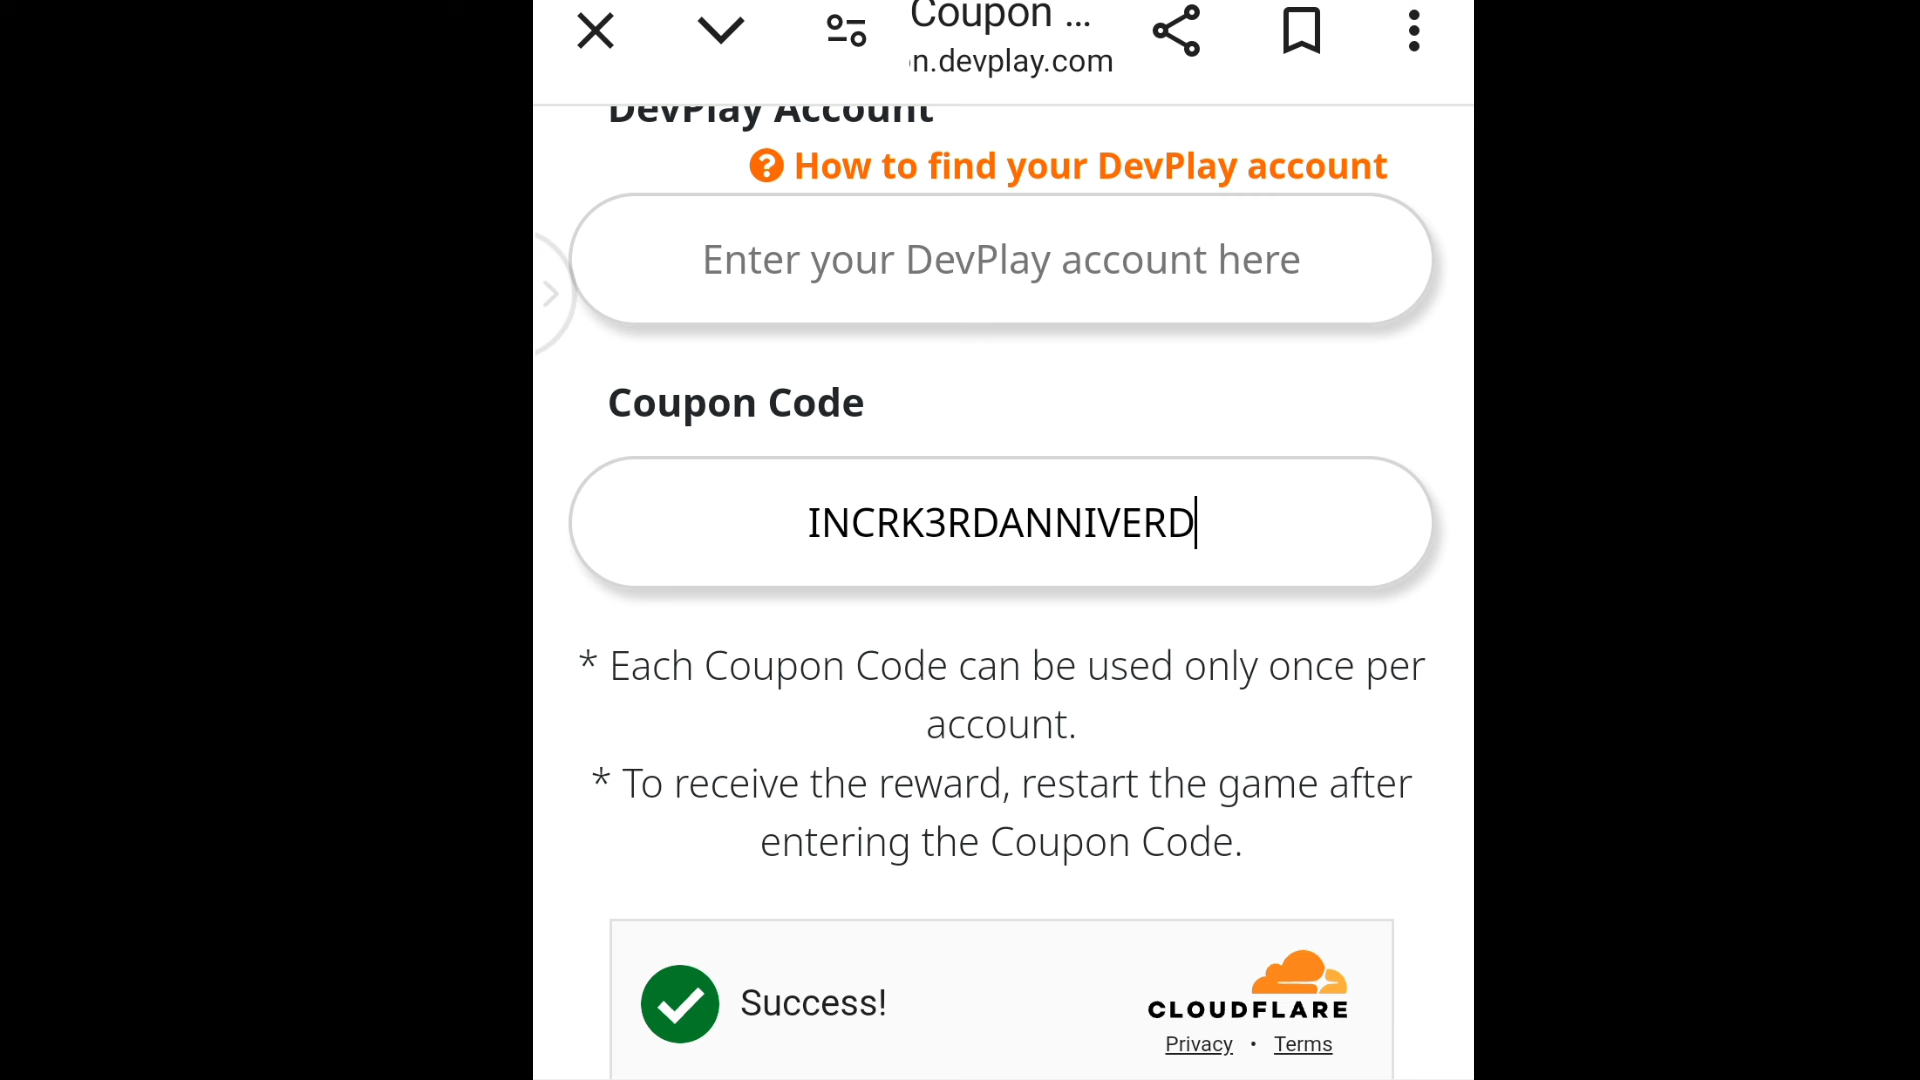 Coupon ...
n.devplay.com
DevPlay Account
? How to find your DevPlay account
Enter your DevPlay account here
Coupon Code
INCRK3RDANNIVERD
* Each Coupon Code can be used only once per
account.
* To receive the reward, restart the game after
entering the Coupon Code.
Success!
CLOUDFLARE
Privacy • Terms